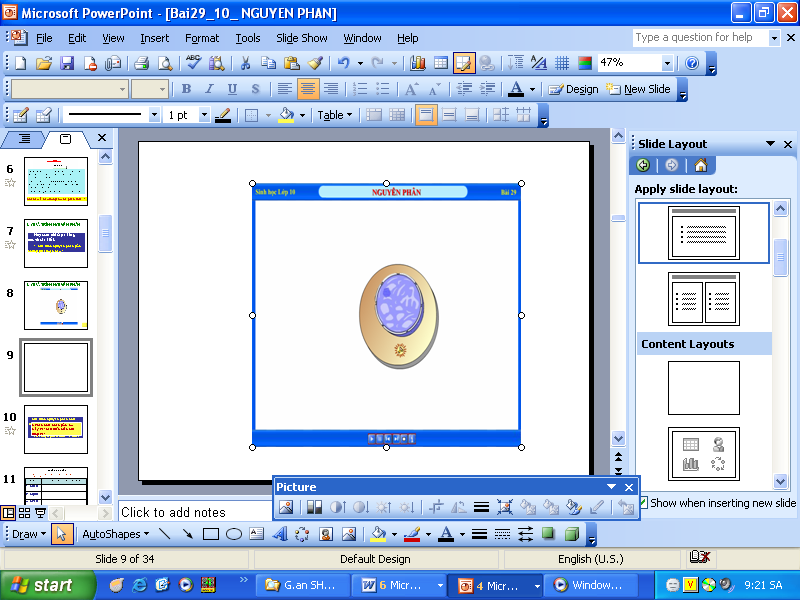 Microsoft PowerPoint - [Bai29_10_ NGUYEN PHAN]
File Edit View Insert Format Tools Slide Show Window Help
Type a question for help
47%
B I U S A Design New Slide
1 pt Table
Slide Layout
Apply slide layout:
6
7
8
9
10
11
Sinh học Lớp 10 NGUYÊN PHÂN Bài 29
Content Layouts
Show when inserting new slide
Picture
Click to add notes
Draw AutoShapes
Slide 9 of 34 Default Design English (U.S.)
start G.an SH... 6 Micr... 4 Micr... Window... V 9:21 SA